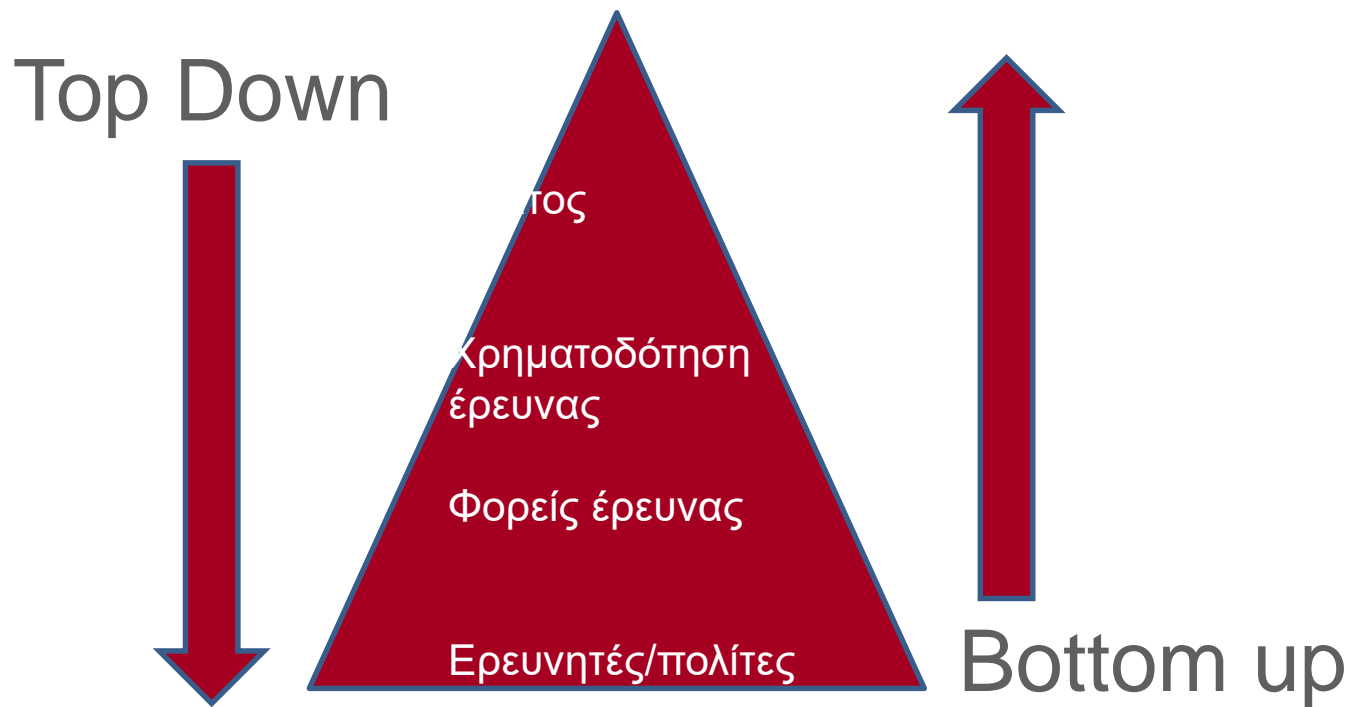 Top Down
Χρηματοδότηση
έρευνας
Φορείς έρευνας
Ερευνητές/πολίτες
Bottom up